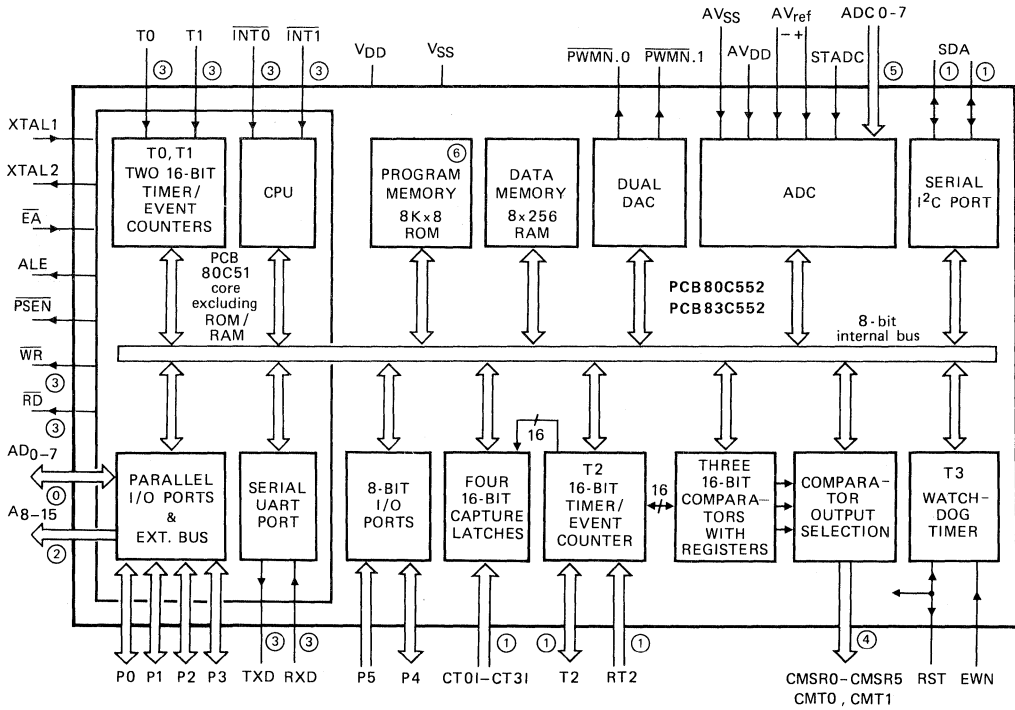 T0 T1 INT0 INT1 VDD VSS PWMN.0 PWMN.1 AVSS AVDD AVref - + STADC ADC 0-7 SDA
③ ③ ③ ③ ⑤ ① ①
XTAL1
XTAL2
EA
ALE
PSEN
WR
③
RD
③
AD0-7
⓪
A8-15
②
T0, T1
TWO 16-BIT
TIMER/
EVENT
COUNTERS
CPU
PCB
80C51
core
excluding
ROM/
RAM
⑥
PROGRAM
MEMORY
8Kx8
ROM
DATA
MEMORY
8x256
RAM
DUAL
DAC
ADC
SERIAL
I2C PORT
PCB80C552
PCB83C552
8-bit
internal bus
PARALLEL
I/O PORTS
&
EXT. BUS
SERIAL
UART
PORT
8-BIT
I/O
PORTS
FOUR
16-BIT
CAPTURE
LATCHES
16
T2
16-BIT
TIMER/
EVENT
COUNTER
16
THREE
16-BIT
COMPARA-
TORS
WITH
REGISTERS
COMPARA-
TOR
OUTPUT
SELECTION
T3
WATCH-
DOG
TIMER
③ ③ ① ① ① ④
P0 P1 P2 P3 TXD RXD P5 P4 CT0I-CT3I T2 RT2 CMSR0-CMSR5 RST EWN
CMT0, CMT1